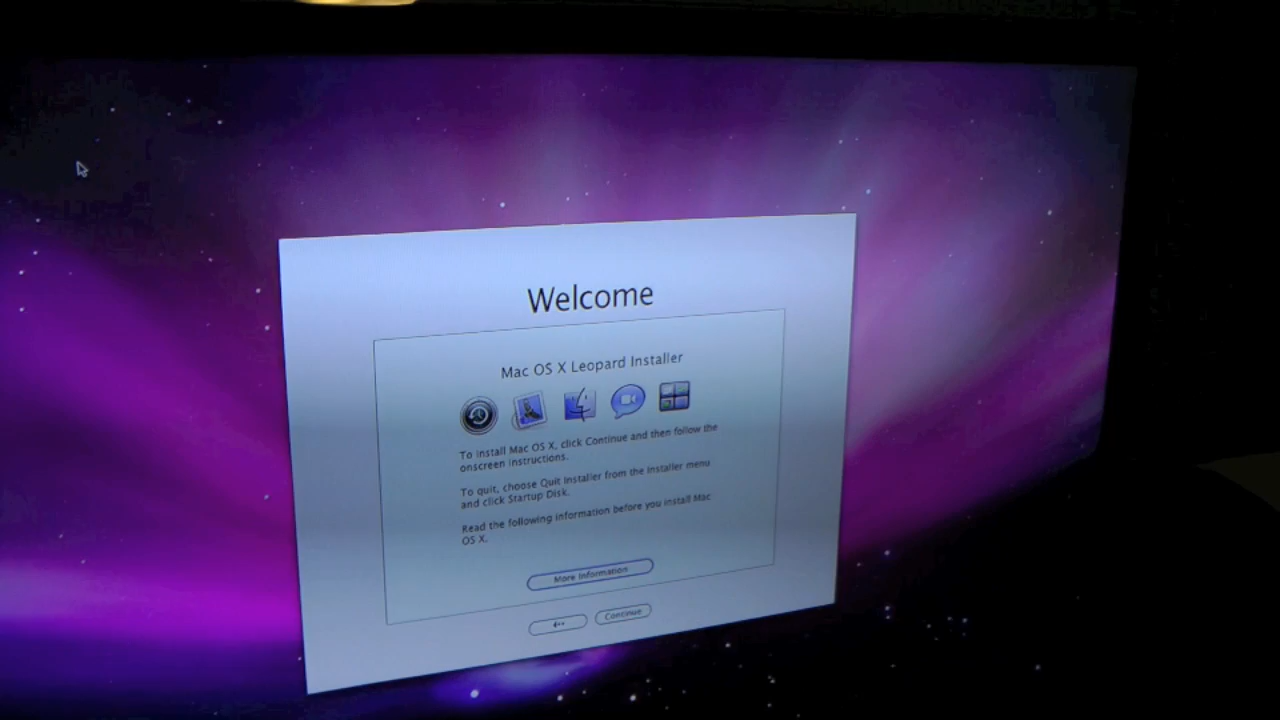 Welcome
Mac OS X Leopard Installer
To install Mac OS X, click Continue and then follow the
onscreen instructions.
To quit, choose Quit Installer from the Installer menu
and click Startup Disk.
Read the following information before you install Mac
OS X.
More Information
Continue